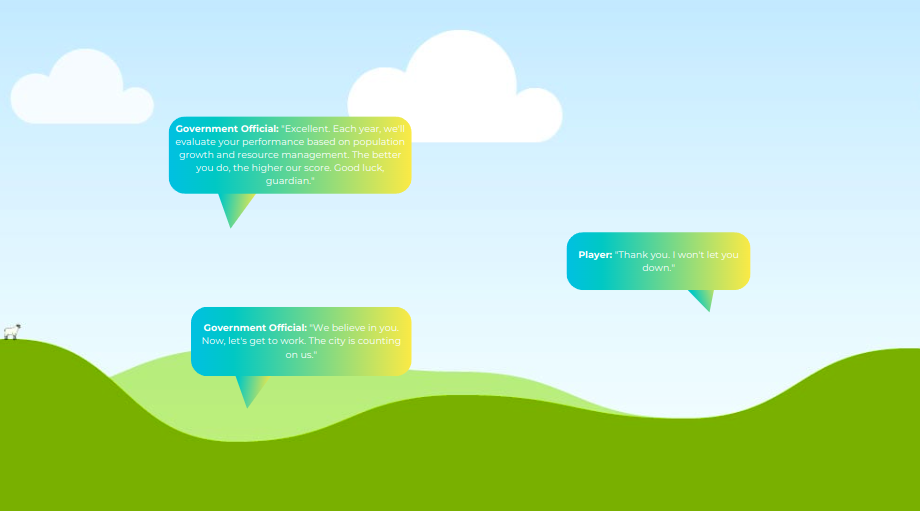 Government Official: "Excellent. Each year, we'll
evaluate your performance based on population
growth and resource management. The better
you do, the higher our score. Good luck,
guardian."
Player: "Thank you. I won't let you
down."
Government Official: "We believe in you.
Now, let's get to work. The city is counting
on us."